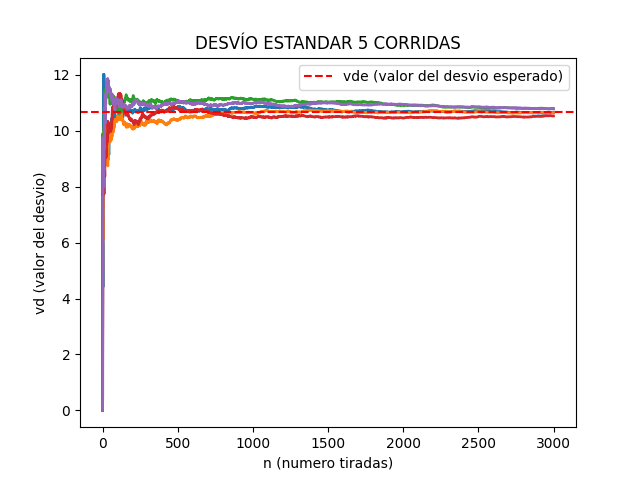 DESVÍO ESTANDAR 5 CORRIDAS
vde (valor del desvio esperado)
vd (valor del desvio)
12
10
8
6
4
2
0
0 500 1000 1500 2000 2500 3000
n (numero tiradas)